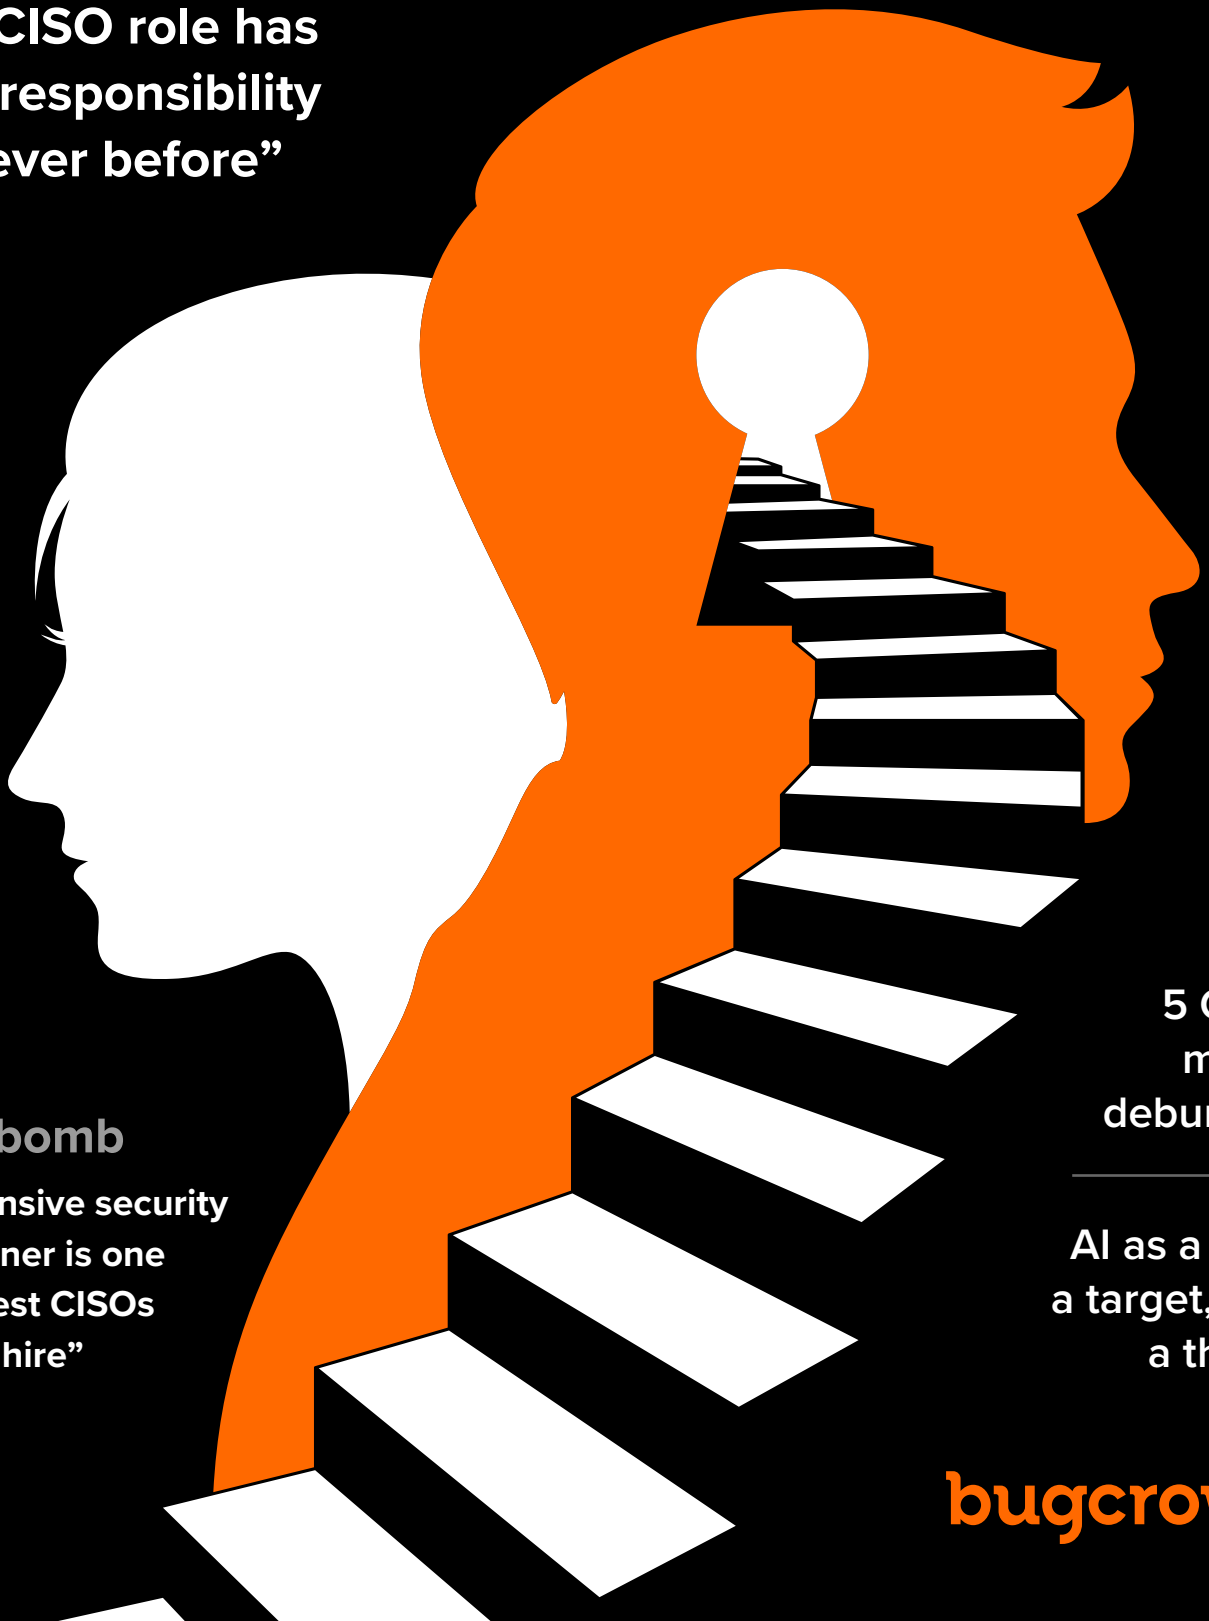 CISO role has
responsibility
ever before”
bomb
nsive security
ner is one
est CISOs
hire”
5
m
debu
AI as a
a target,
a th
bugcro